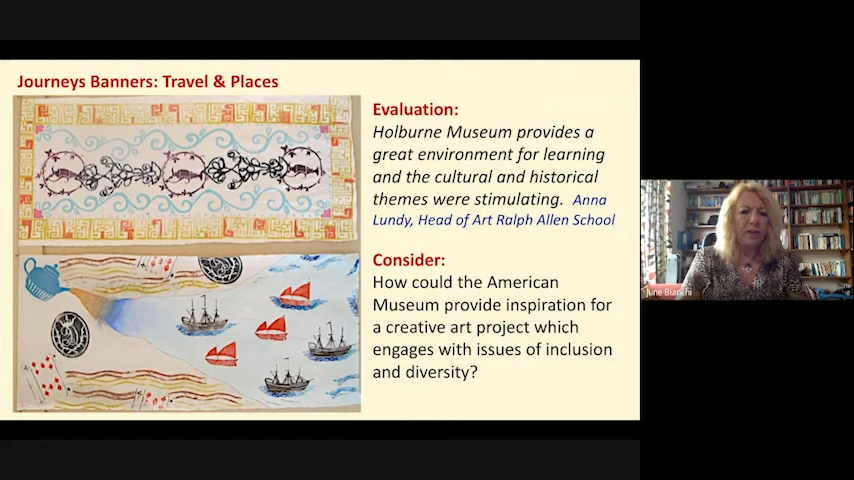 Journeys Banners: Travel & Places
Evaluation:
Holburne Museum provides a
great environment for learning
and the cultural and historical
themes were stimulating. Anna
Lundy, Head of Art Ralph Allen School
Consider:
How could the American
Museum provide inspiration for
a creative art project which
engages with issues of inclusion
and diversity?
June Bianchi